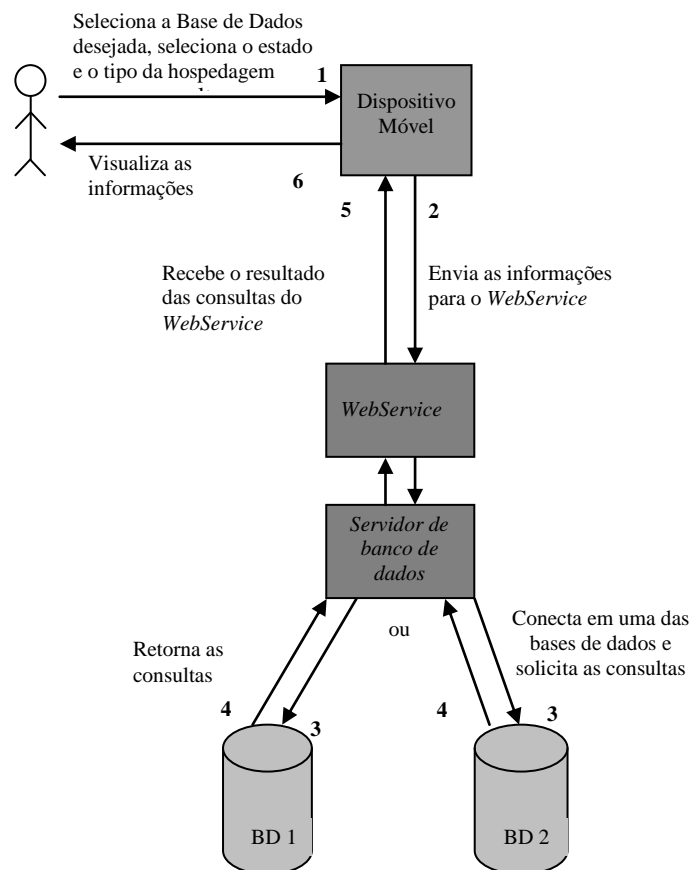 Seleciona a Base de Dados
desejada, seleciona o estado
e o tipo da hospedagem
1
Dispositivo
Móvel
Visualiza as
informações
6
5
2
Recebe o resultado
das consultas do
WebService
Envia as informações
para o WebService
WebService
Servidor de
banco de
dados
ou
Conecta em uma das
bases de dados e
solicita as consultas
Retorna as
consultas
4
3
4
3
BD 1
BD 2